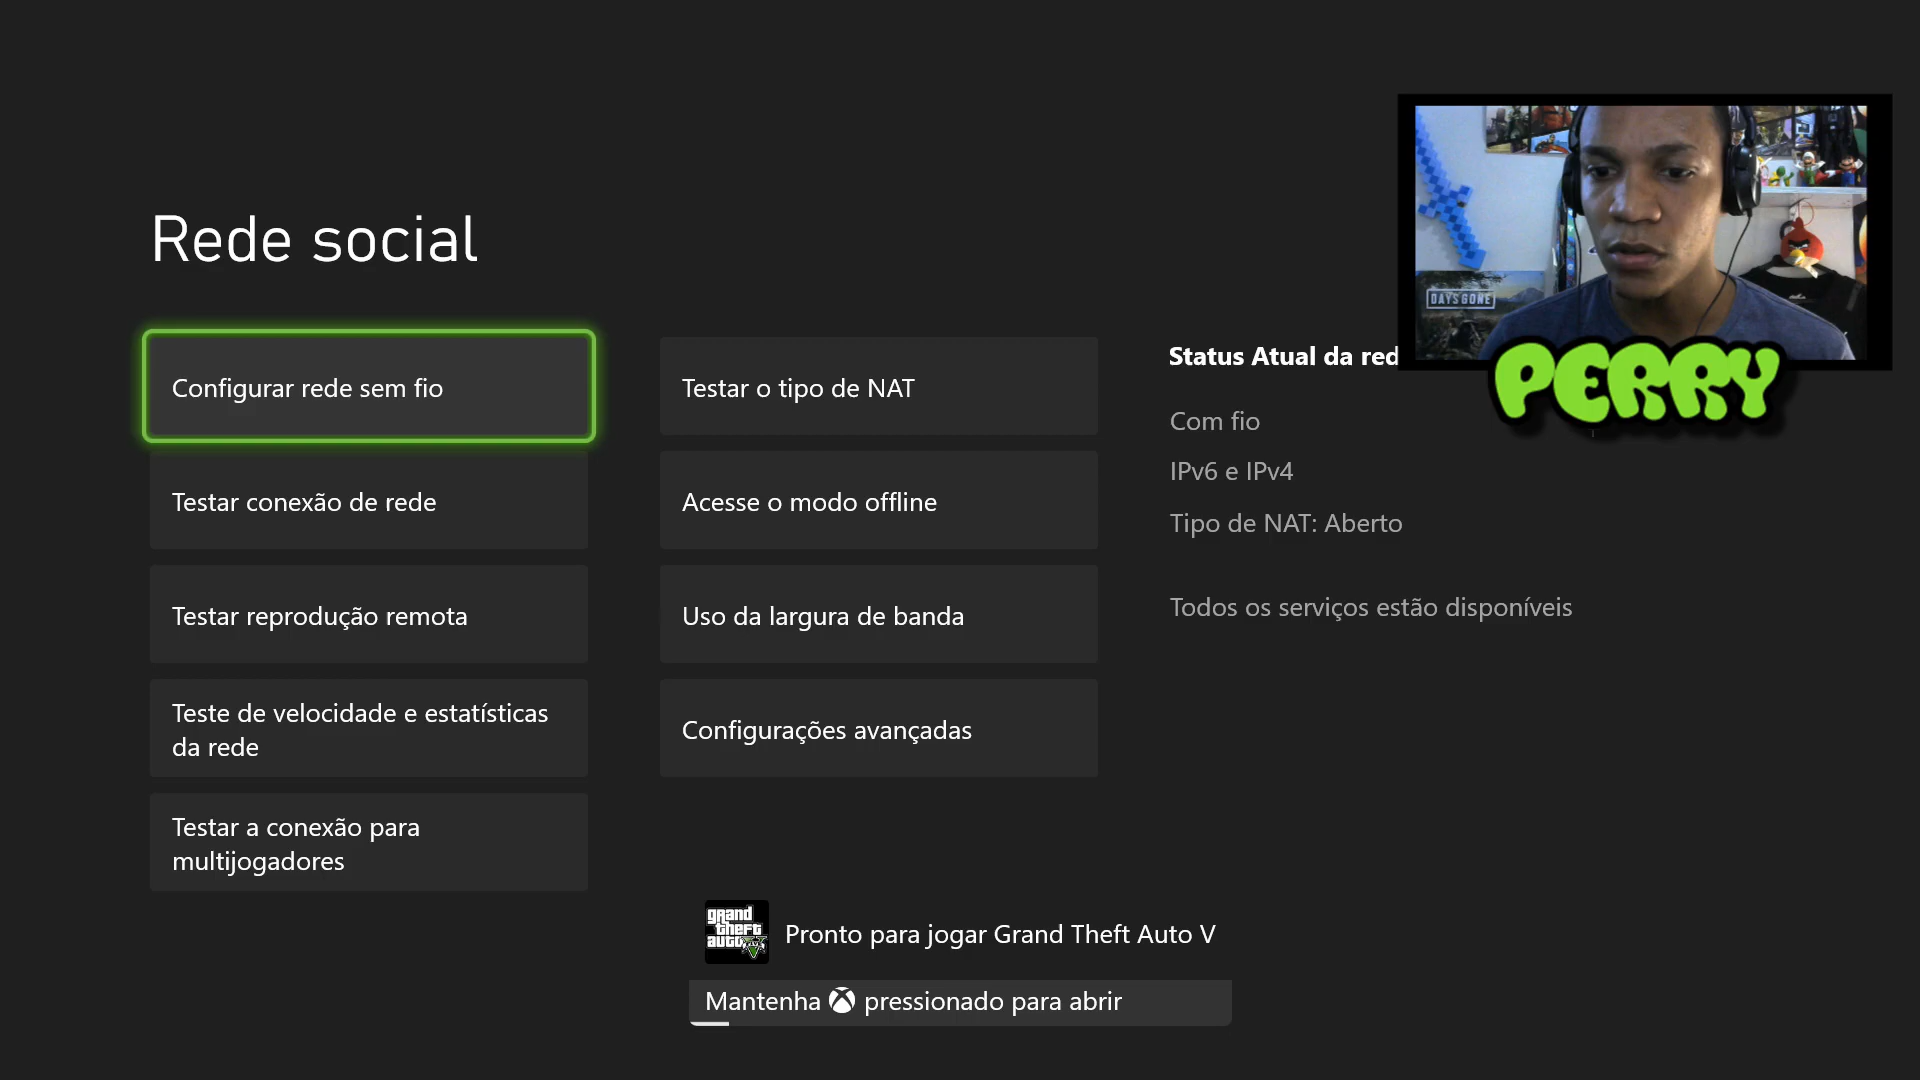 Rede social
Configurar rede sem fio
Testar conexão de rede
Testar reprodução remota
Teste de velocidade e estatísticas
da rede
Testar a conexão para
multijogadores
Testar o tipo de NAT
Acesse o modo offline
Uso da largura de banda
Configurações avançadas
Status Atual da red
Com fio
IPv6 e IPv4
Tipo de NAT: Aberto
Todos os serviços estão disponíveis
DAYS GONE
PERRY
grand
theft
auto V
Pronto para jogar Grand Theft Auto V
Mantenha pressionado para abrir